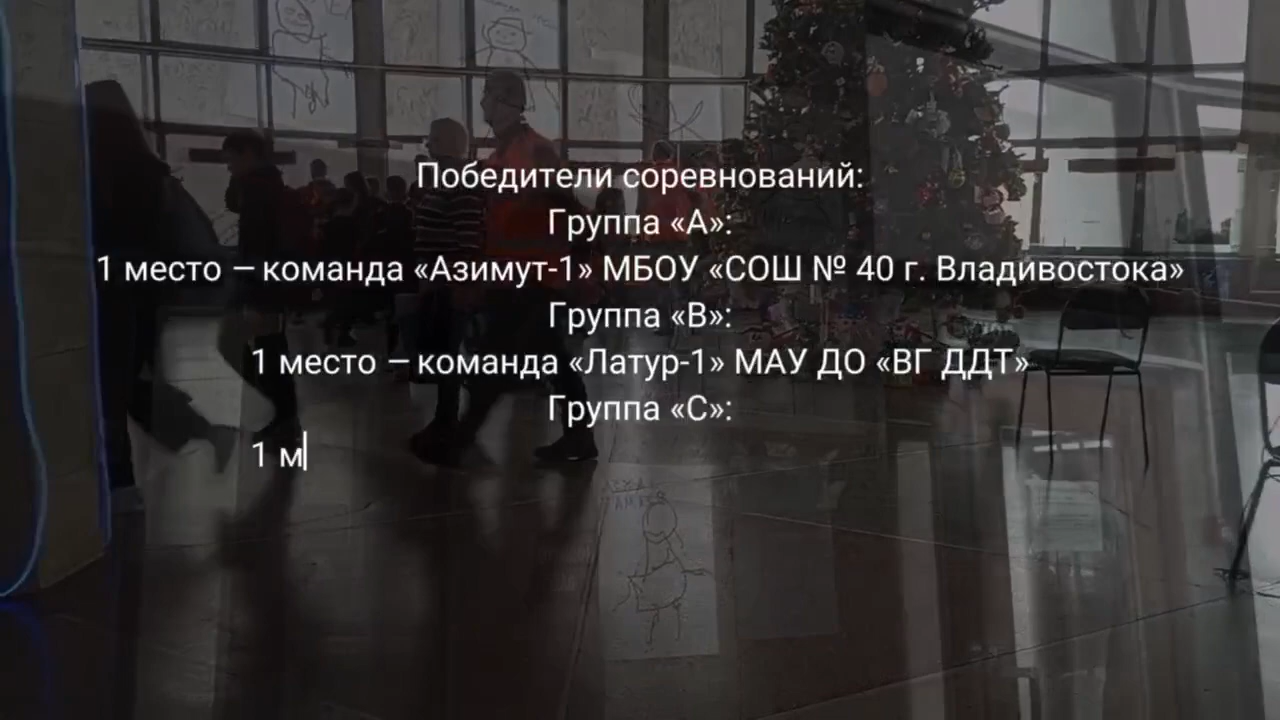 Победители соревнований:
Группа «А»:
1 место – команда «Азимут-1» МБОУ «СОШ № 40 г. Владивостока»
Группа «В»:
1 место – команда «Латур-1» МАУ ДО «ВГ ДДТ»
Группа «С»:
1 м